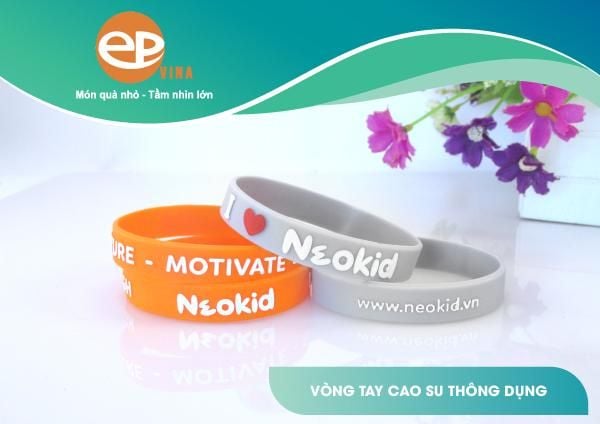 ep
VINA
Món quà nhỏ - Tầm nhìn lớn
I ❤ Neokid
URE - MOTIVATE
Neokid
www.neokid.vn
VÒNG TAY CAO SU THÔNG DỤNG